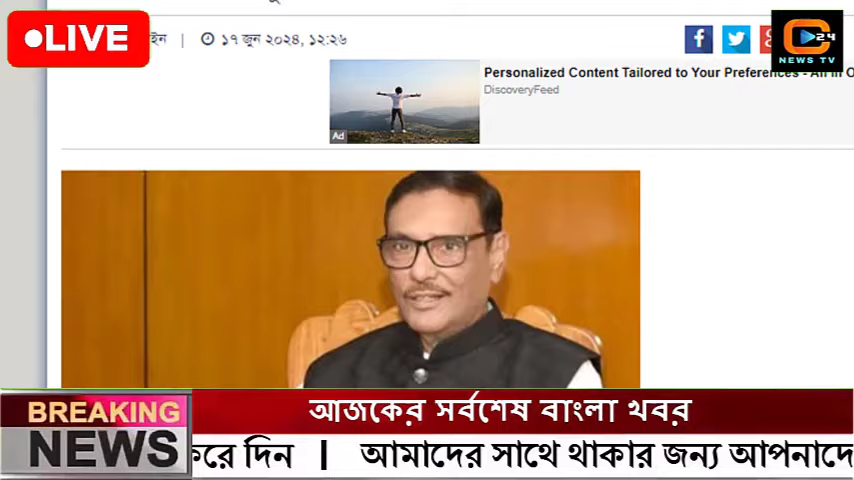 LIVE
ইন | ১৭ জুন ২০২৪, ১২:২৬
C 24
NEWS TV
Personalized Content Tailored to Your Preferences - All in
DiscoveryFeed
Ad
BREAKING
NEWS
আজকের সর্বশেষ বাংলা খবর
করে দিন | আমাদের সাথে থাকার জন্য আপনাদে